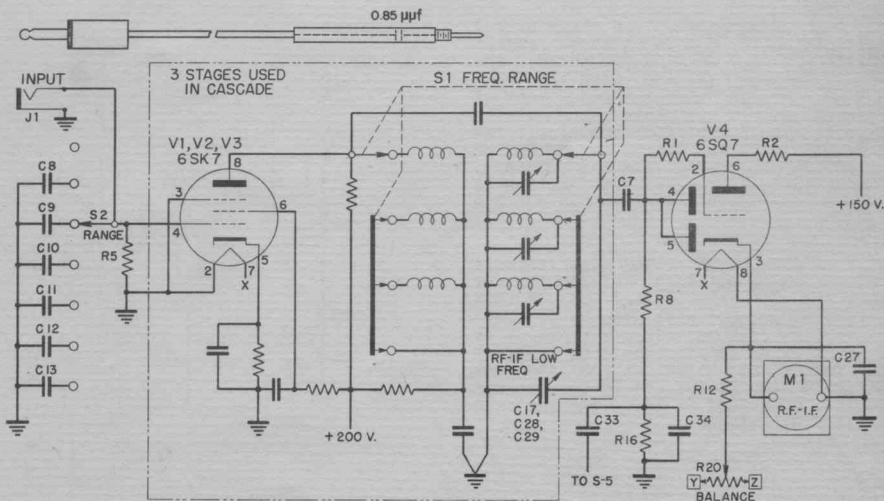 0.85 μμf
3 STAGES USED
IN CASCADE
S1 FREQ. RANGE
INPUT
J1
V1, V2, V3
6SK7
8
3
6
4
2
7
5
X
C8
C9
S2
RANGE
C10
R5
C11
C12
C13
+200 V.
RF-IF LOW
FREQ
C17,
C28,
C29
C7
R1
V4
6SQ7
R2
2
6
4
5
3
7
8
X
+150 V.
R8
C33
R16
C34
TO S-5
R12
M1
R.F.-I.F.
C27
R20
Y
Z
BALANCE